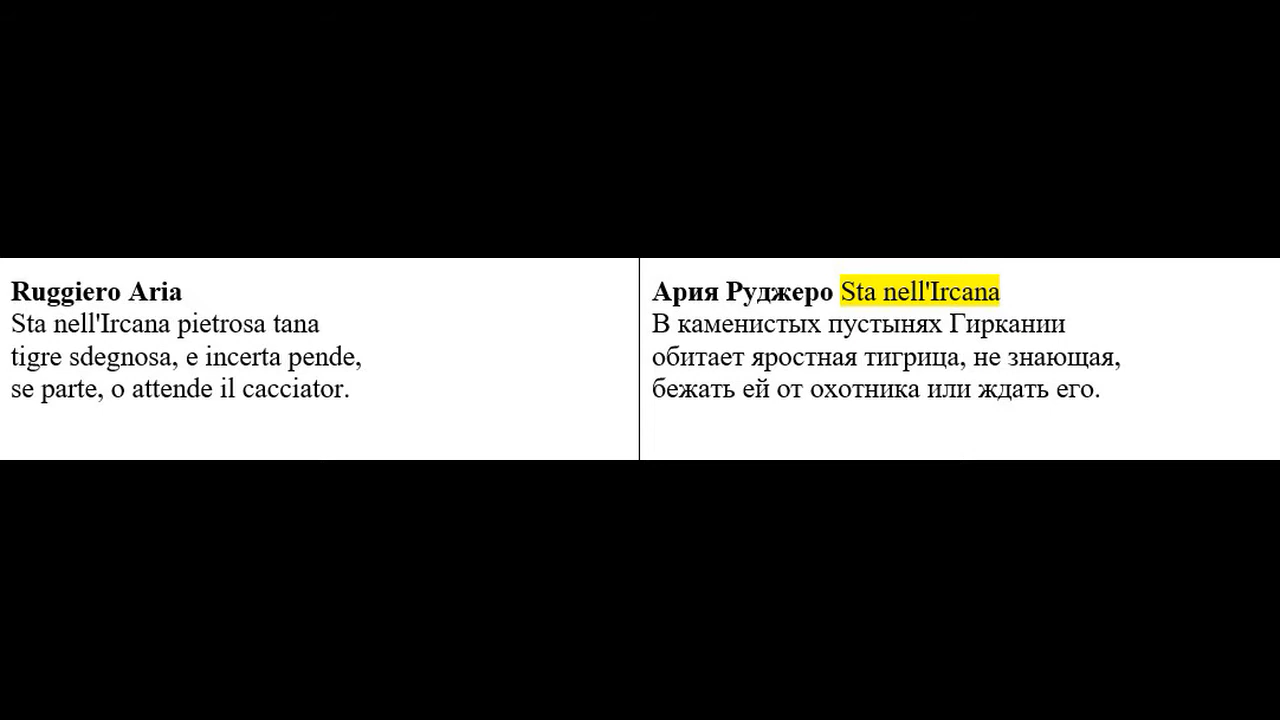 Ruggiero Aria
Sta nell'Ircana pietrosa tana
tigre sdegnosa, e incerta pende,
se parte, o attende il cacciator.
Ария Руджеро Sta nell'Ircana
В каменистых пустынях Гиркании
обитает яростная тигрица, не знающая,
бежать ей от охотника или ждать его.